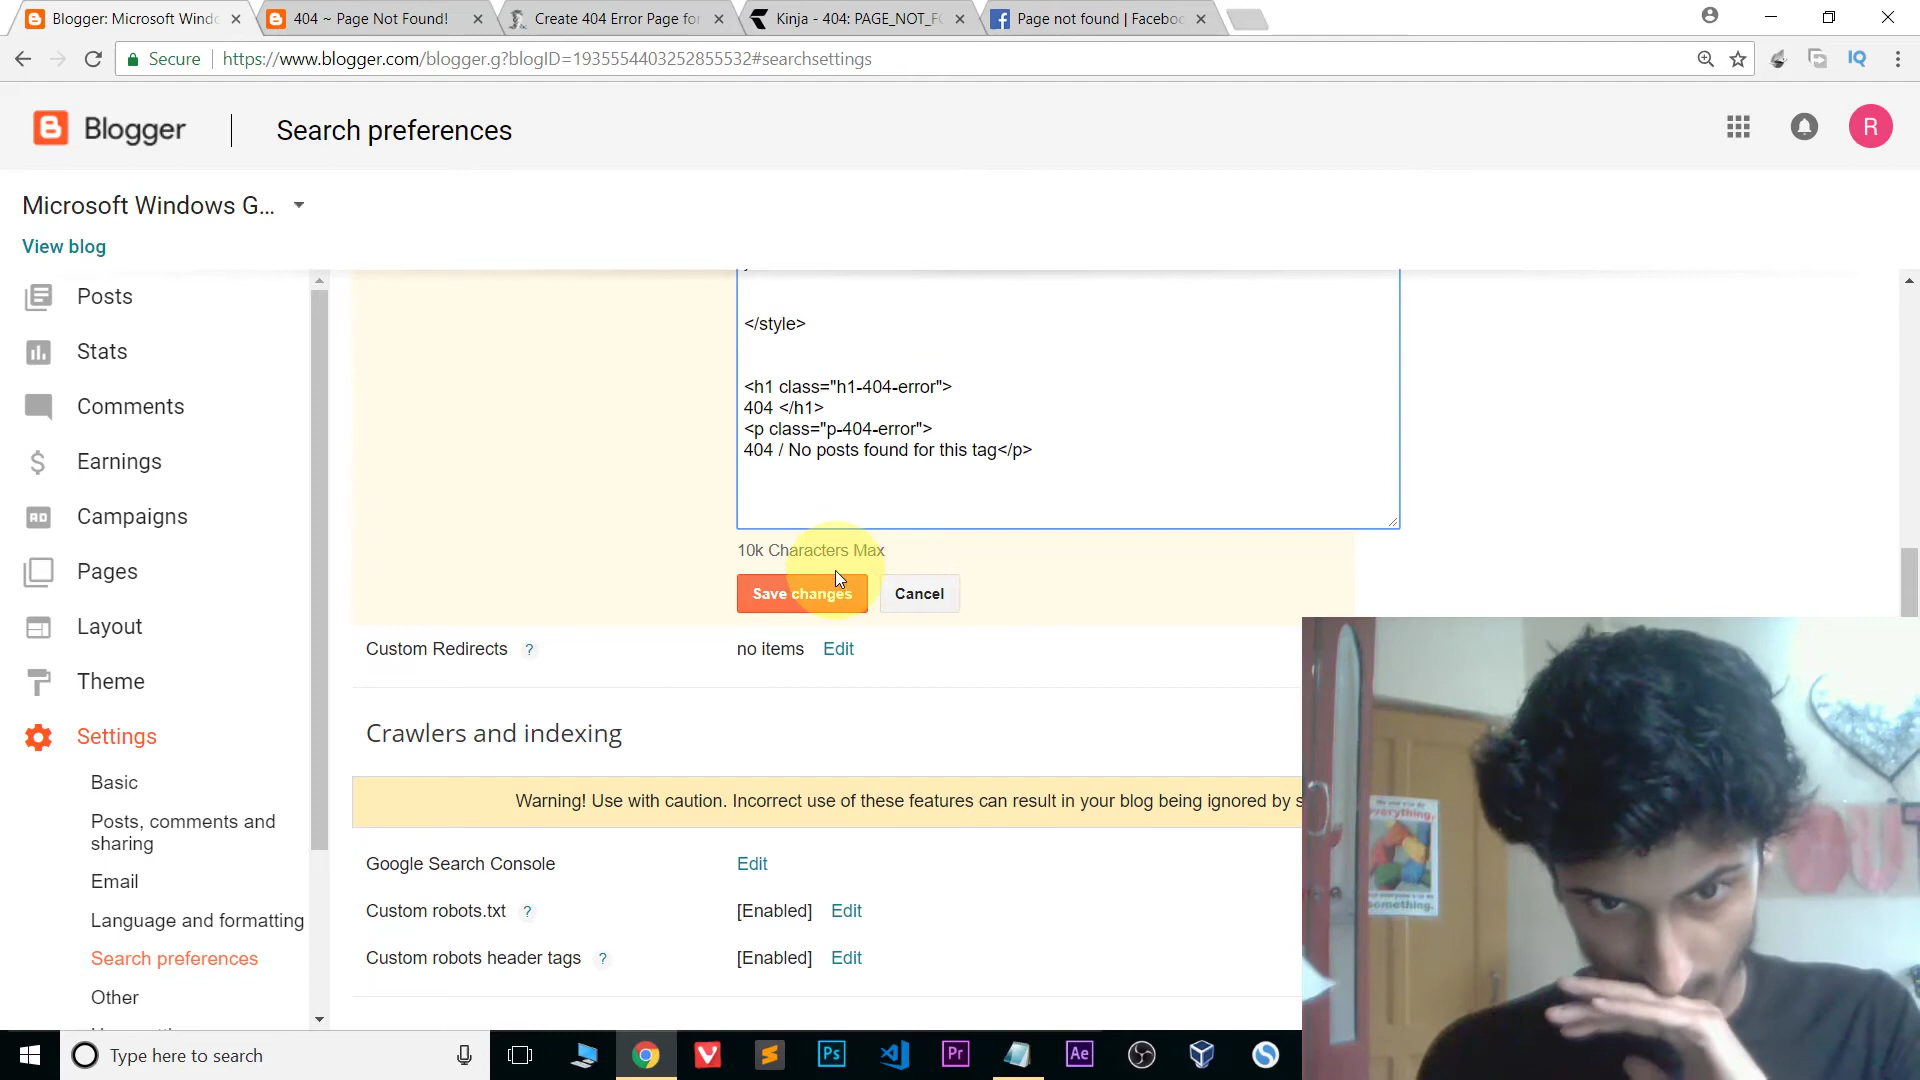 Blogger: Microsoft Windo
404 ~ Page Not Found!
Create 404 Error Page for
Kinja - 404: PAGE_NOT_FO
Page not found | Faceboo
Secure
https://www.blogger.com/blogger.g?blogID=1935554403252855532#searchsettings
IQ
Blogger
Search preferences
R
Microsoft Windows G...
View blog
Posts
Stats
Comments
Earnings
Campaigns
Pages
Layout
Theme
Settings
Basic
Posts, comments and
sharing
Email
Language and formatting
Search preferences
Other
</style>
<h1 class="h1-404-error">
404 </h1>
<p class="p-404-error">
404 / No posts found for this tag</p>
10k Characters Max
Save changes
Cancel
Custom Redirects ?
no items Edit
Crawlers and indexing
Warning! Use with caution. Incorrect use of these features can result in your blog being ignored by s
Google Search Console
Edit
Custom robots.txt ?
[Enabled] Edit
Custom robots header tags ?
[Enabled] Edit
everything,
something.
Type here to search
Ps
Pr
Ae